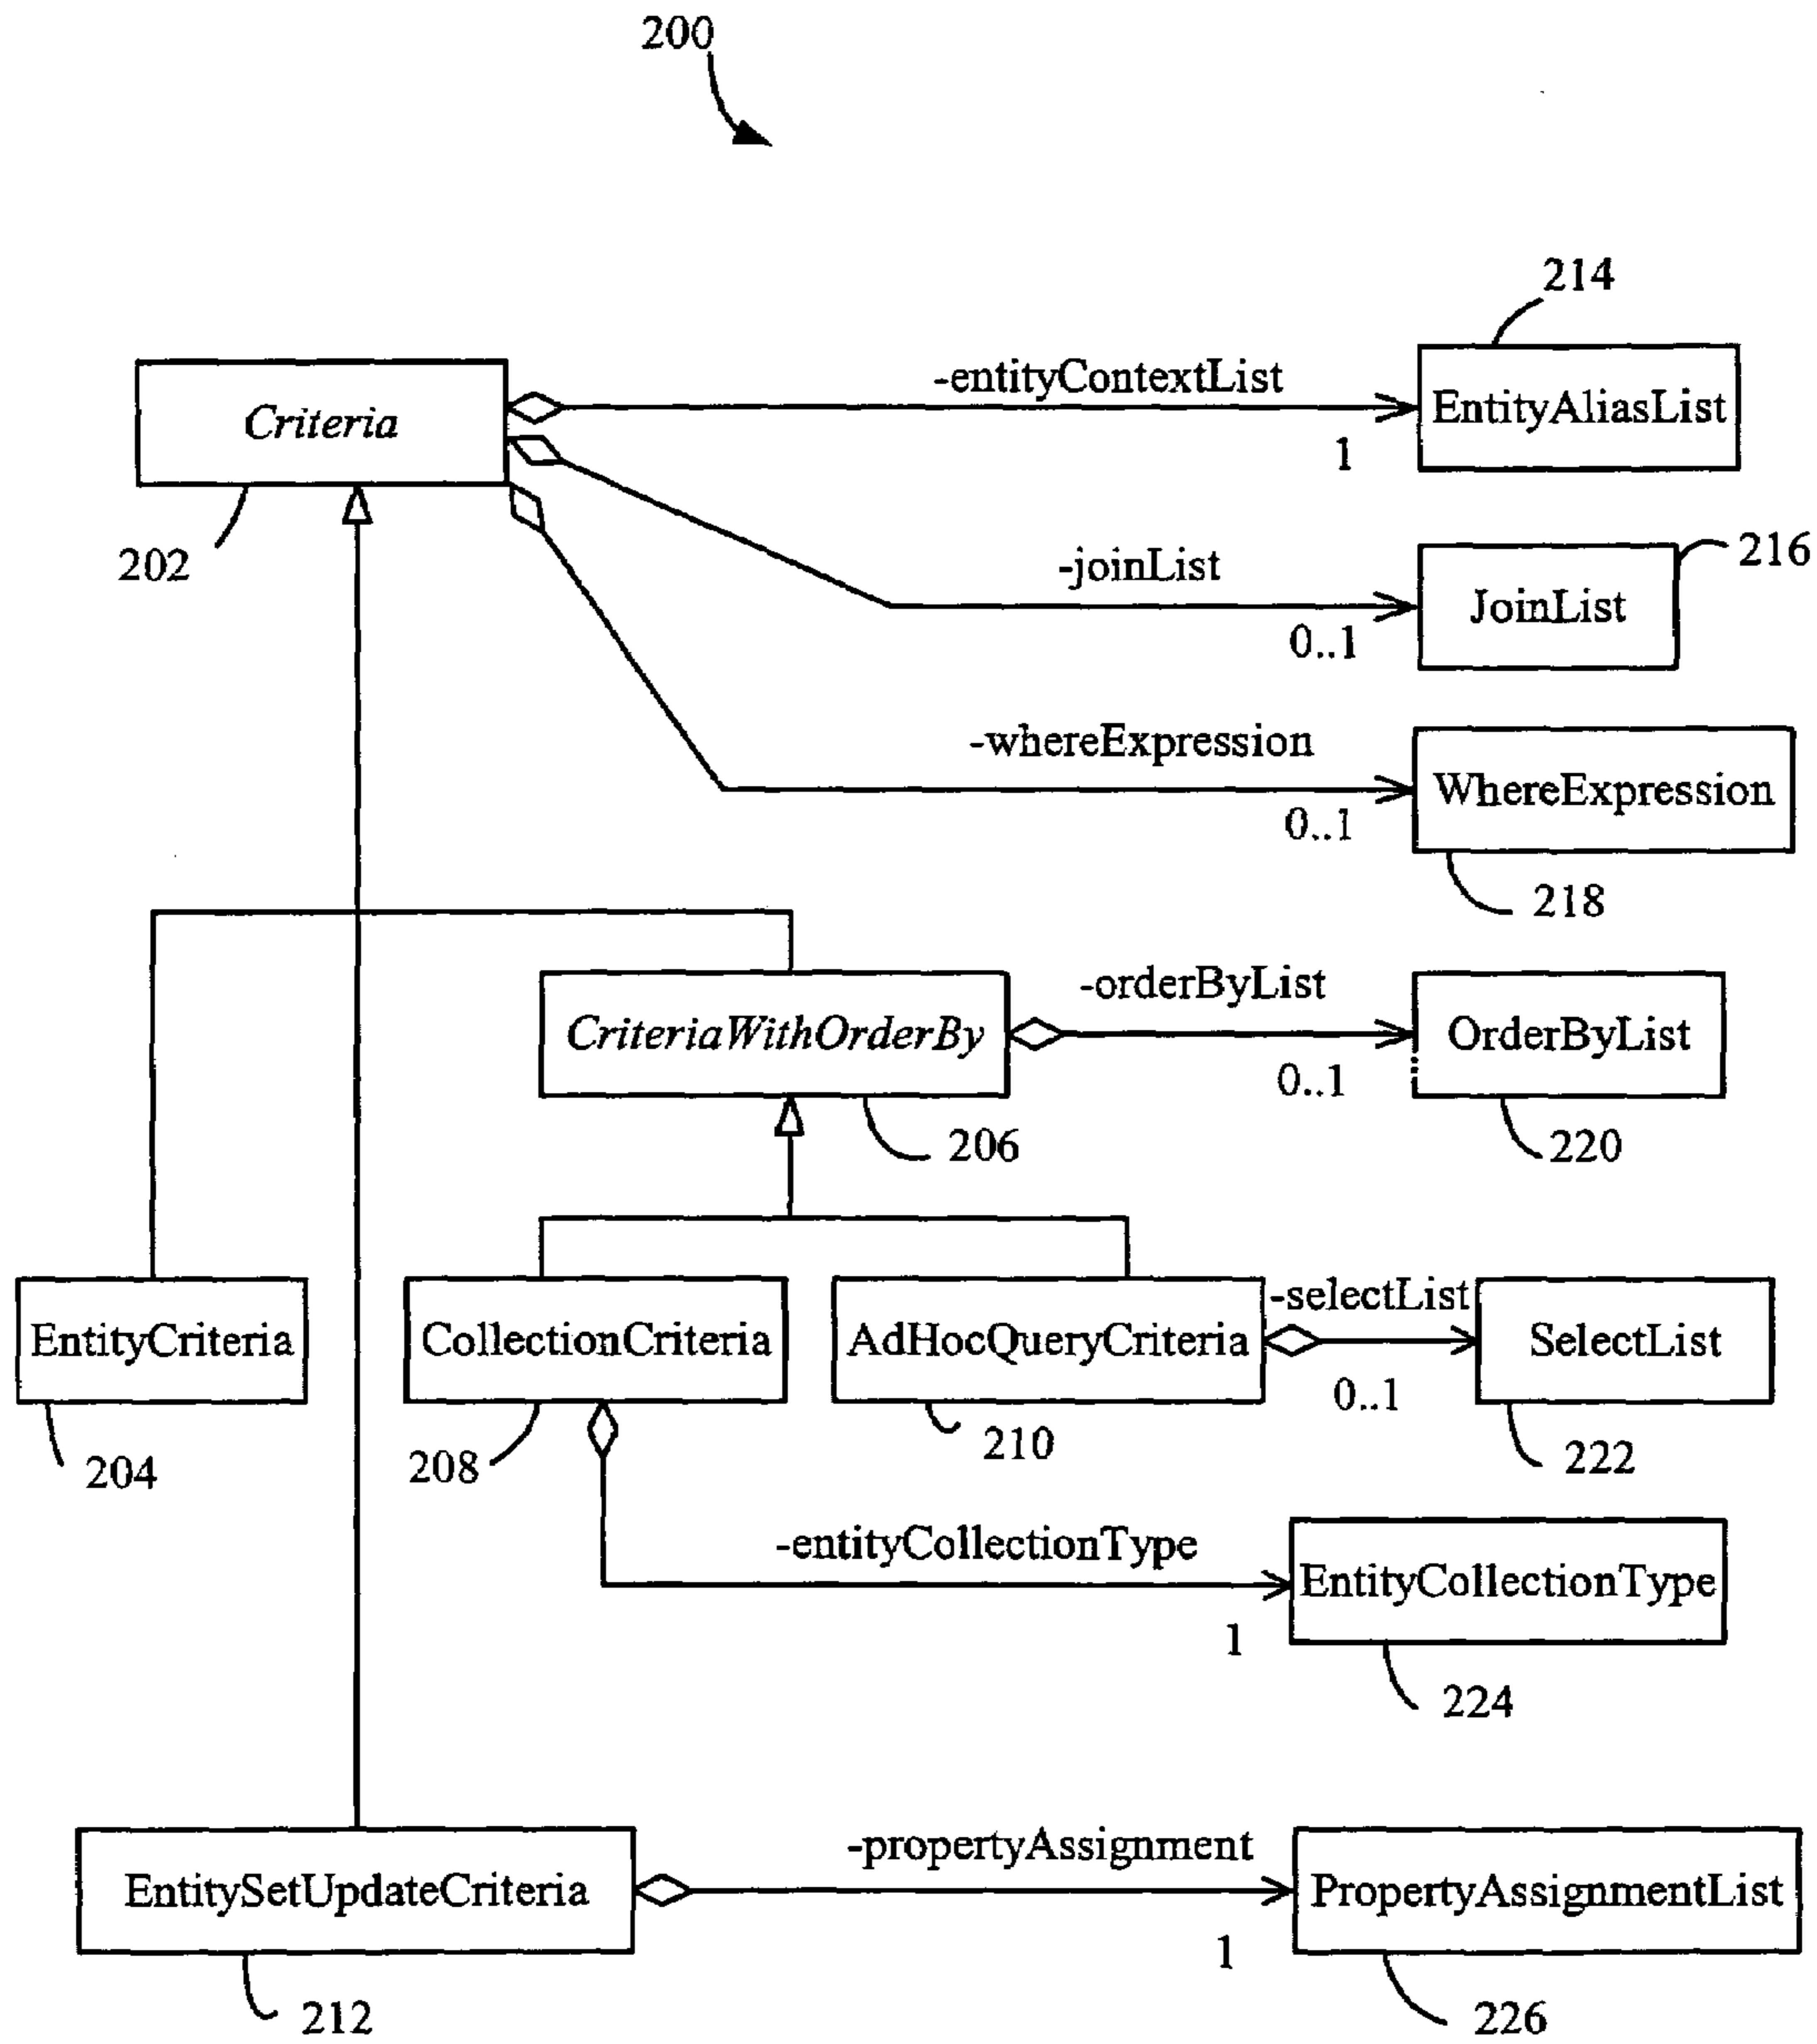 200
214
-entityContextList
EntityAliasList
Criteria
1
202
-joinList
216
JoinList
0..1
-whereExpression
WhereExpression
0..1
218
-orderByList
CriteriaWithOrderBy
OrderByList
0..1
206
220
-selectList
EntityCriteria
CollectionCriteria
AdHocQueryCriteria
SelectList
0..1
204
208
210
222
-entityCollectionType
EntityCollectionType
1
224
-propertyAssignment
EntitySetUpdateCriteria
PropertyAssignmentList
1
212
226